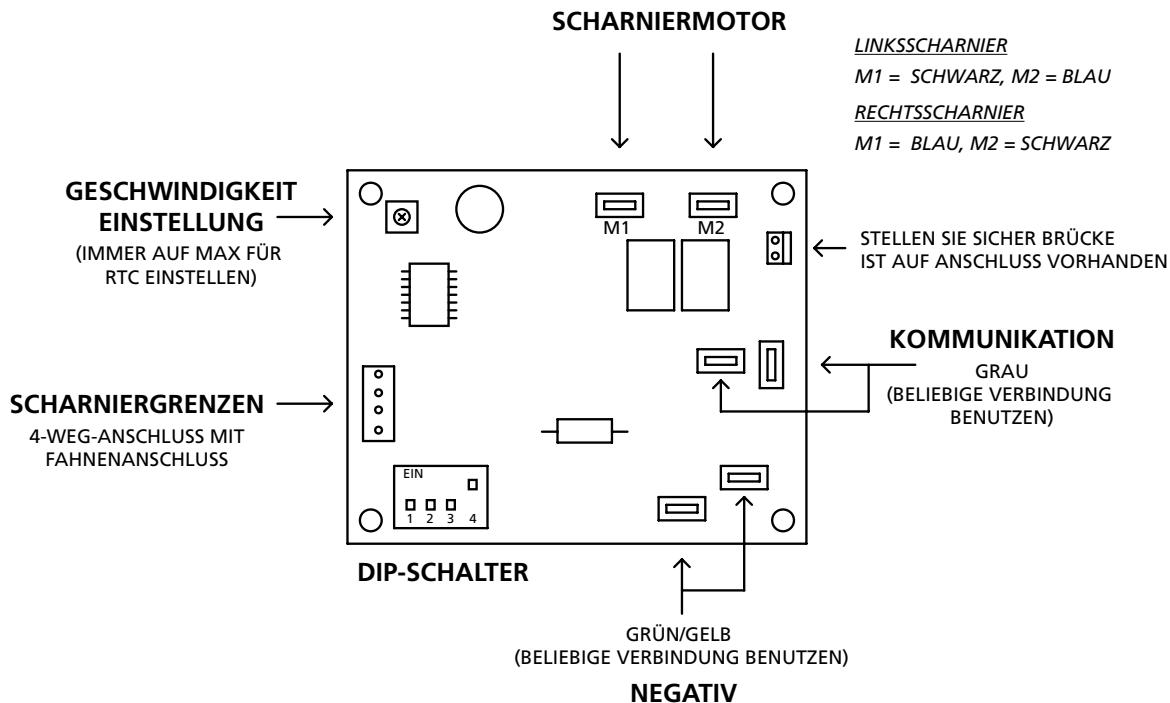 SCHARNIERMOTOR
LINKSSCHARNIER
M1 = SCHWARZ, M2 = BLAU
RECHTSSCHARNIER
M1 = BLAU, M2 = SCHWARZ
GESCHWINDIGKEIT
EINSTELLUNG
(IMMER AUF MAX FÜR
RTC EINSTELLEN)
M1 M2
STELLEN SIE SICHER BRÜCKE
IST AUF ANSCHLUSS VORHANDEN
KOMMUNIKATION
GRAU
(BELIEBIGE VERBINDUNG
BENUTZEN)
SCHARNIERGRENZEN
4-WEG-ANSCHLUSS MIT
FAHNENANSCHLUSS
EIN
1 2 3 4
DIP-SCHALTER
GRÜN/GELB
(BELIEBIGE VERBINDUNG BENUTZEN)
NEGATIV